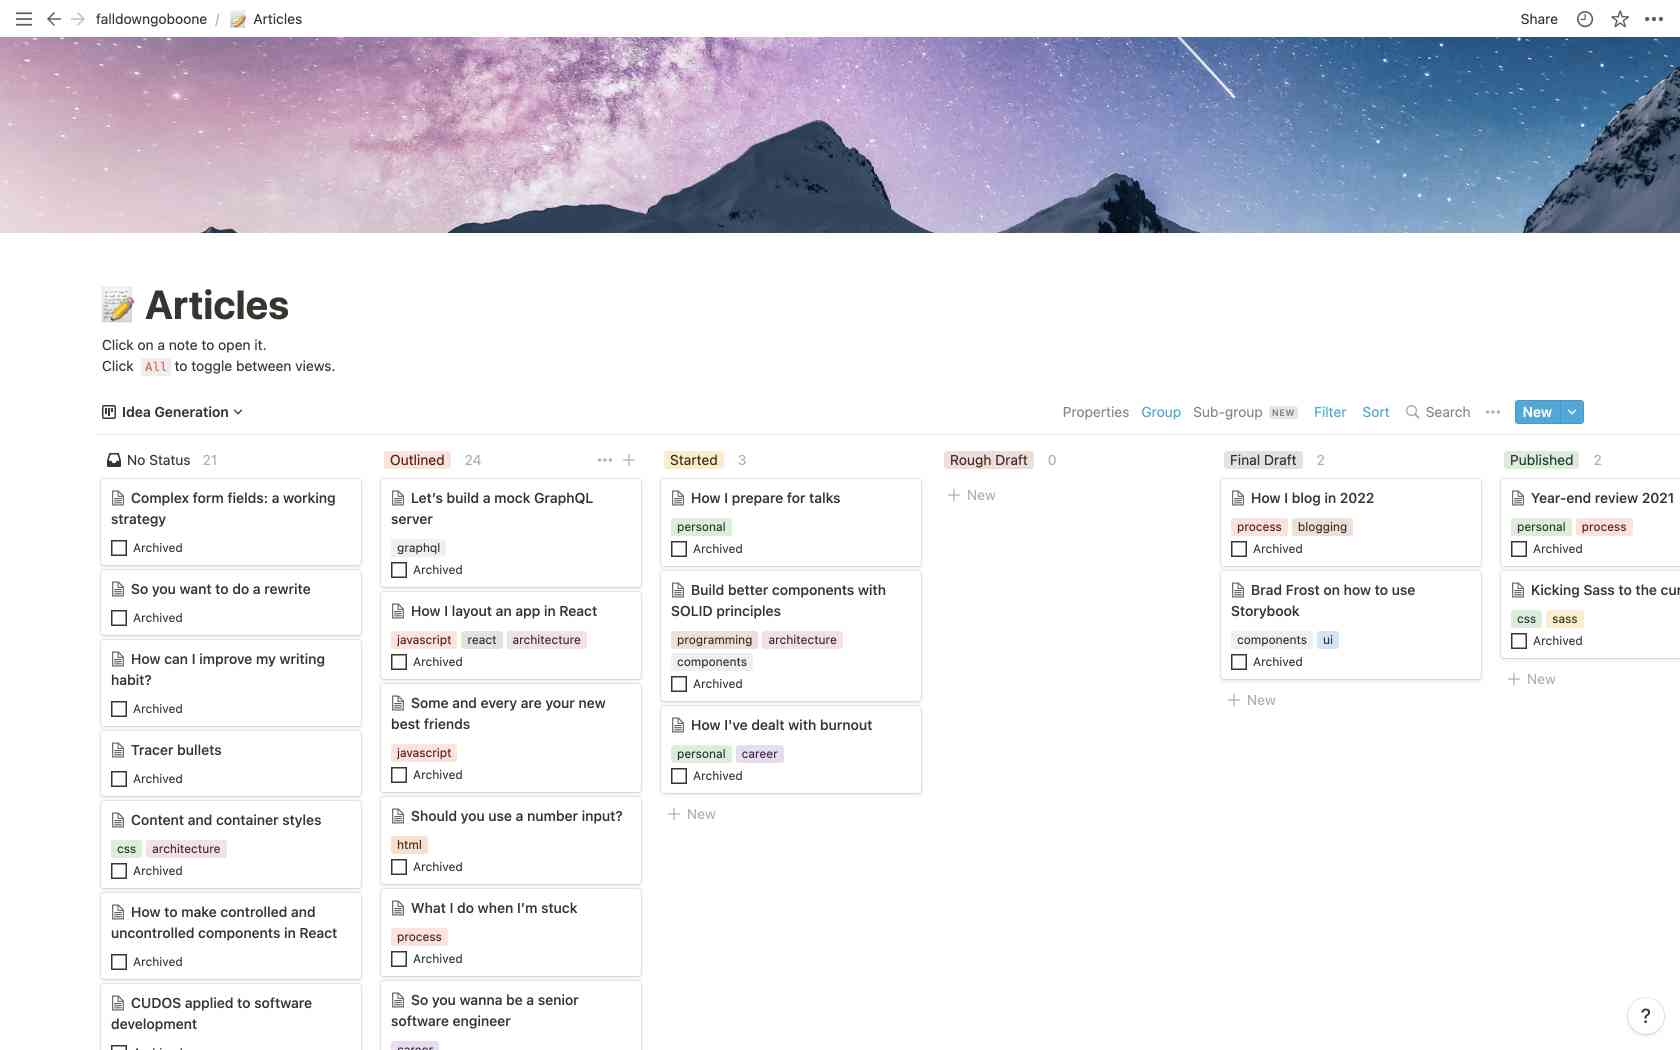 falldowngoboone / Articles
Share
Articles
Click on a note to open it.
Click All to toggle between views.
Idea Generation
Properties Group Sub-group NEW Filter Sort Search New
No Status 21
Complex form fields: a working
strategy
Archived
So you want to do a rewrite
Archived
How can I improve my writing
habit?
Archived
Tracer bullets
Archived
Content and container styles
css architecture
Archived
How to make controlled and
uncontrolled components in React
Archived
CUDOS applied to software
development
Outlined 24
Let's build a mock GraphQL
server
graphql
Archived
How I layout an app in React
javascript react architecture
Archived
Some and every are your new
best friends
javascript
Archived
Should you use a number input?
html
Archived
What I do when I'm stuck
process
Archived
So you wanna be a senior
software engineer
career
Started 3
How I prepare for talks
personal
Archived
Build better components with
SOLID principles
programming architecture
components
Archived
How I've dealt with burnout
personal career
Archived
New
Rough Draft 0
New
Final Draft 2
How I blog in 2022
process blogging
Archived
Brad Frost on how to use
Storybook
components ui
Archived
New
Published 2
Year-end review 2021
personal process
Archived
Kicking Sass to the
css sass
Archived
New
?